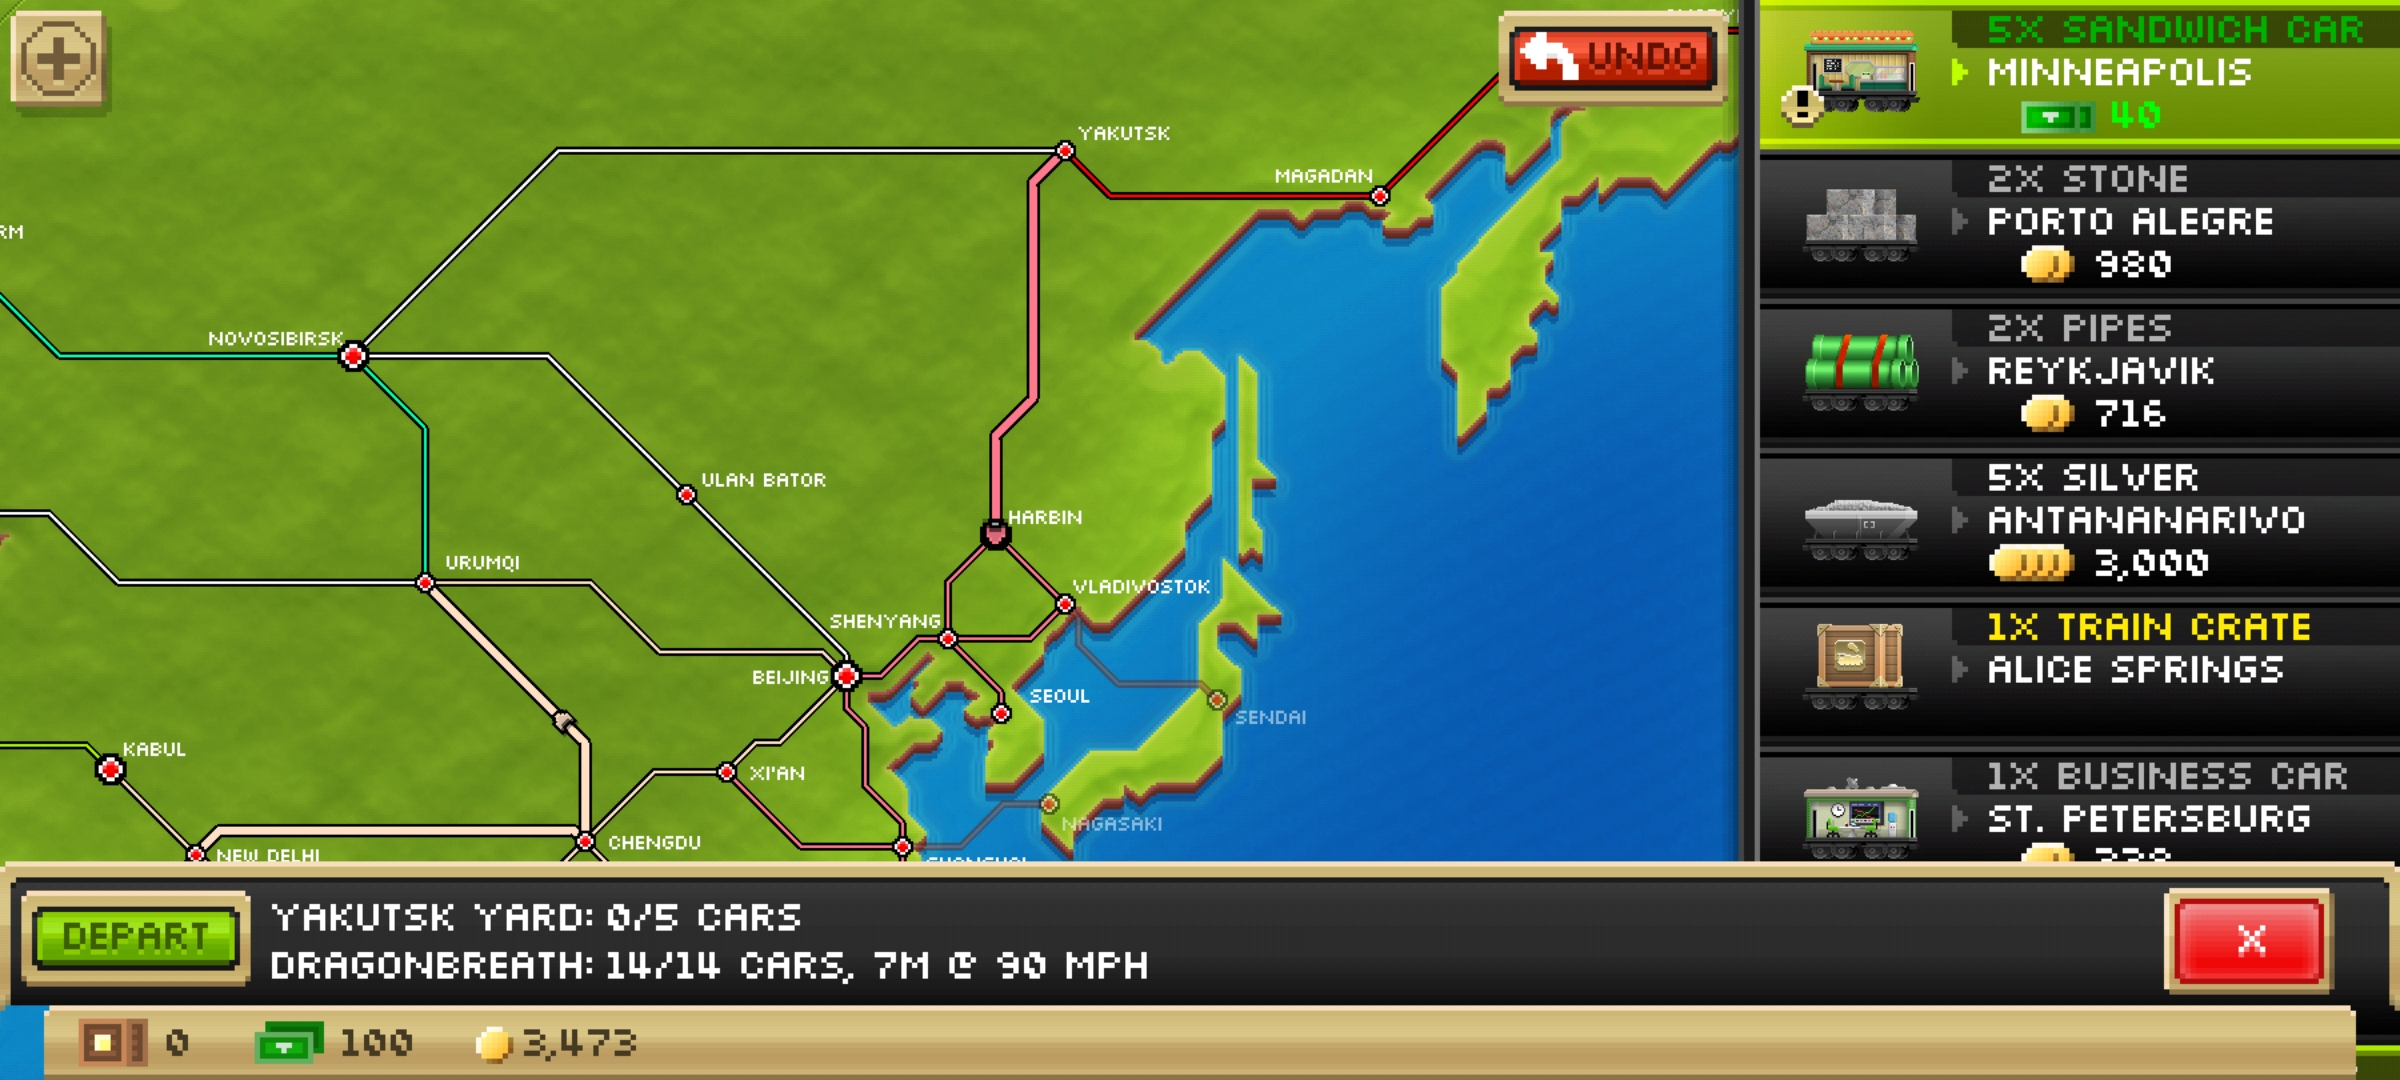 UNDO
YAKUTSK
MAGADAN
RM
NOVOSIBIRSK
ULAN BATOR
HARBIN
URUMQI
VLADIVOSTOK
SHENYANG
BEIJING
SEOUL
SENDAI
KABUL
XI'AN
NAGASAKI
CHENGDU
NEW DELHI
5X SANDWICH CAR
MINNEAPOLIS
40
2X STONE
PORTO ALEGRE
980
2X PIPES
REYKJAVIK
716
5X SILVER
ANTANANARIVO
3,000
1X TRAIN CRATE
ALICE SPRINGS
1X BUSINESS CAR
ST. PETERSBURG
DEPART
YAKUTSK YARD: 0/5 CARS
DRAGONBREATH: 14/14 CARS, 7M @ 90 MPH
X
0
100
3,473